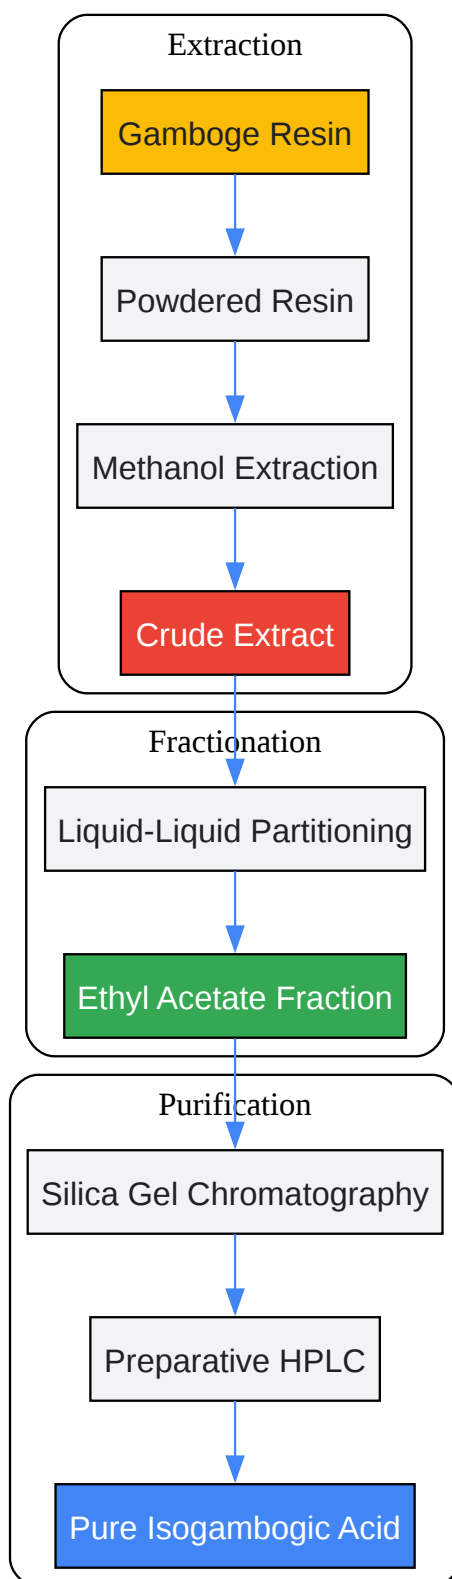 Extraction
Gamboge Resin
Powdered Resin
Methanol Extraction
Crude Extract
Fractionation
Liquid-Liquid Partitioning
Ethyl Acetate Fraction
Purification
Silica Gel Chromatography
Preparative HPLC
Pure Isogambogic Acid